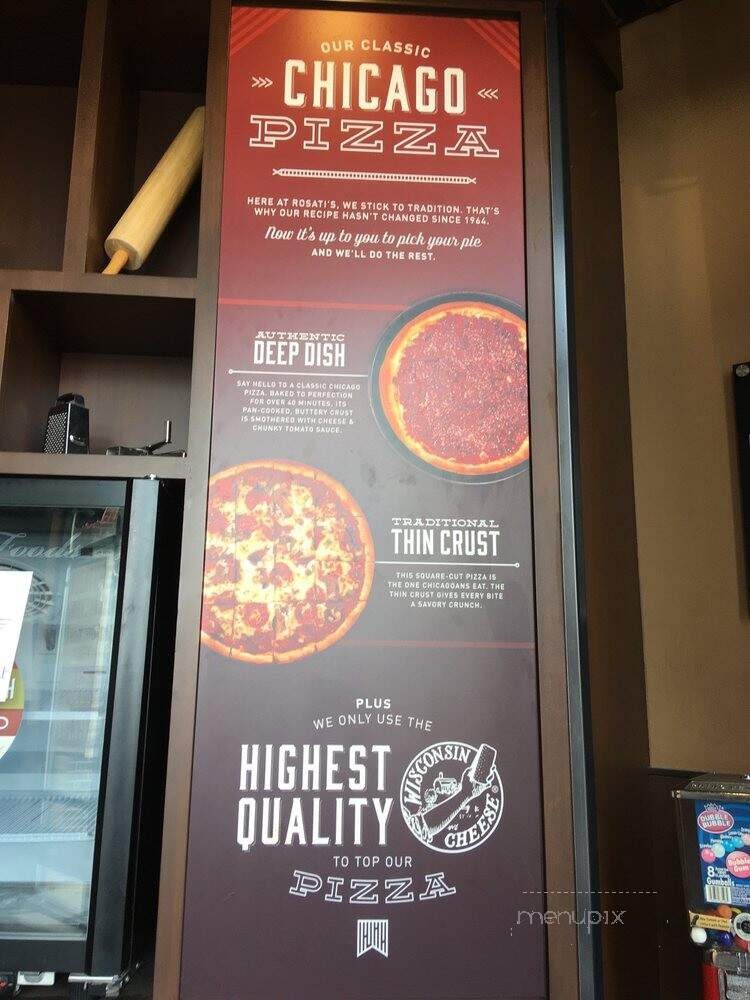 OUR CLASSIC
CHICAGO
PIZZA
HERE AT ROSATI'S, WE STICK TO TRADITION. THAT'S
WHY OUR RECIPE HASN'T CHANGED SINCE 1964.
Now it's up to you to pick your pie
AND WE'LL DO THE REST.
AUTHENTIC
DEEP DISH
SAY HELLO TO A CLASSIC CHICAGO
PIZZA. BAKED TO PERFECTION
FOR OVER 40 MINUTES, ITS
PAN-COOKED, BUTTERY CRUST
IS SMOTHERED WITH CHEESE &
CHUNKY TOMATO SAUCE.
TRADITIONAL
THIN CRUST
THIS SQUARE-CUT PIZZA IS
THE ONE CHICAGOANS EAT. THE
THIN CRUST GIVES EVERY BITE
A SAVORY CRUNCH.
PLUS
WE ONLY USE THE
HIGHEST
QUALITY
WISCONSIN
CHEESE®
TO TOP OUR
PIZZA
Foods
DUBBLE
BUBBLE
8
Gumballs
menupix